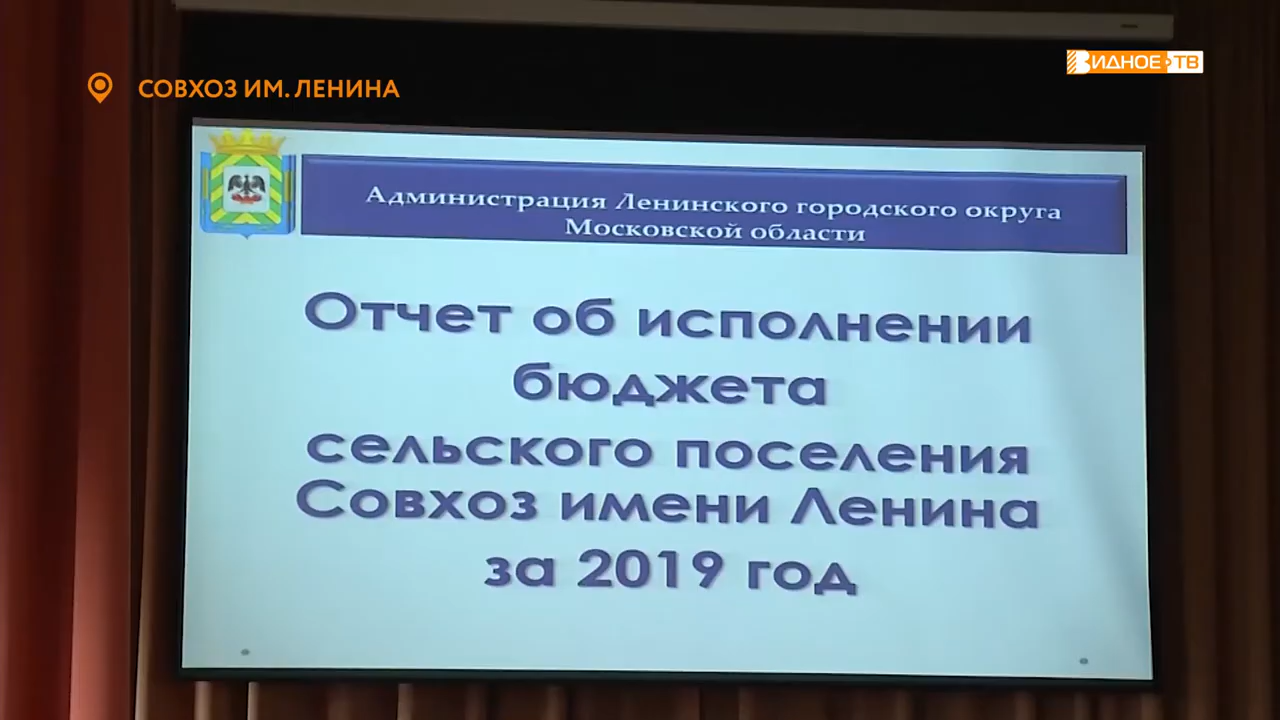 СОВХОЗ ИМ. ЛЕНИНА
ВИДНОЕ ТВ
Администрация Ленинского городского округа
Московской области
Отчет об исполнении
бюджета
сельского поселения
Совхоз имени Ленина
за 2019 год